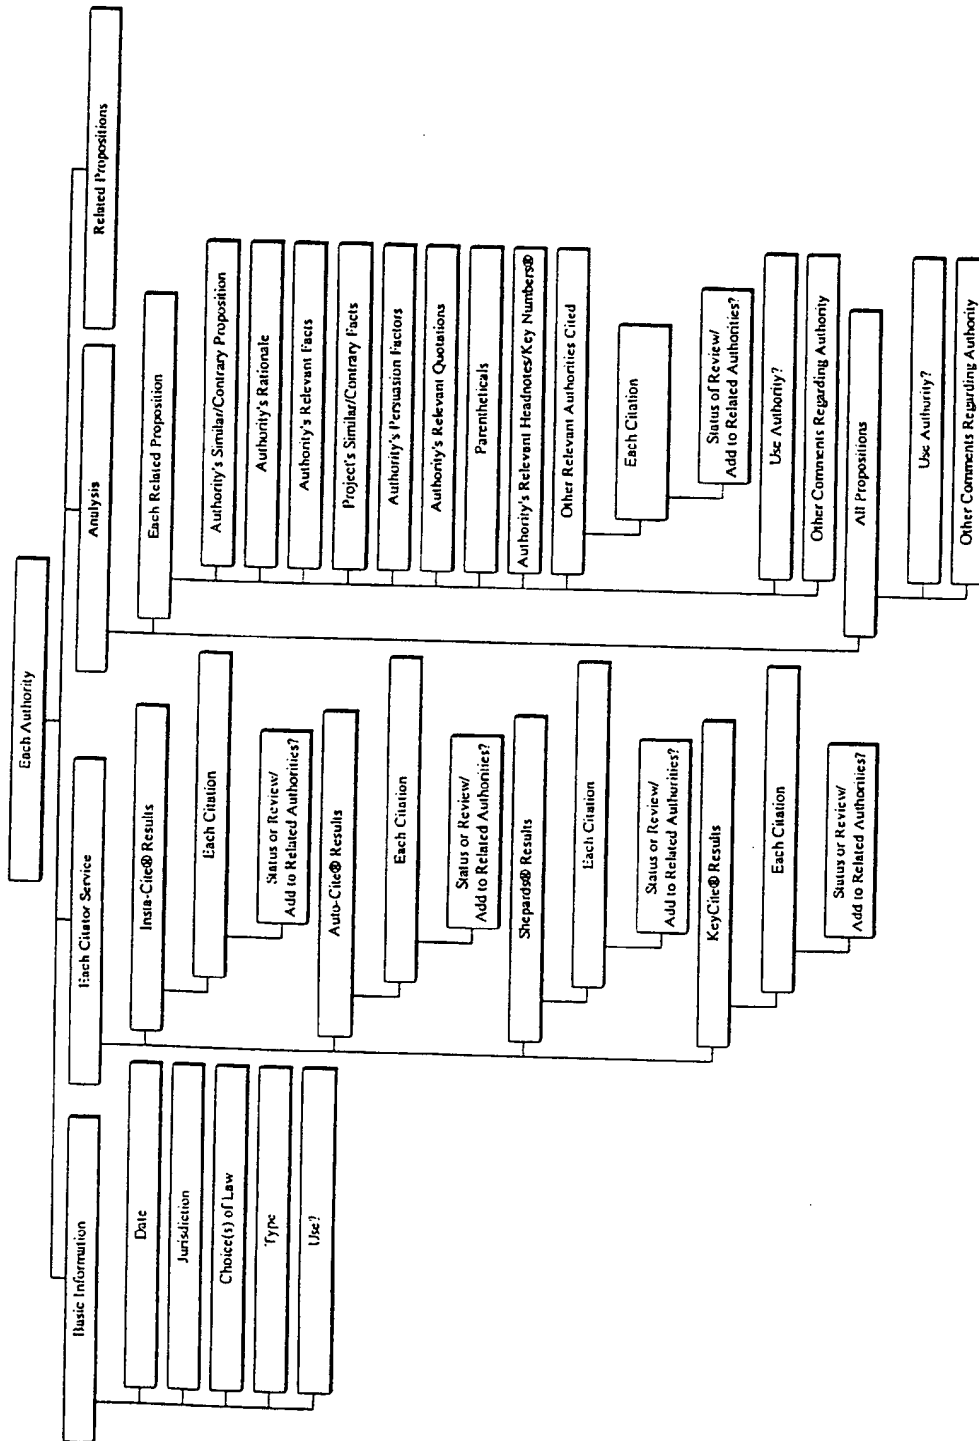 Each Authority
Basic Information
Date
Jurisdiction
Choice(s) of Law
Type
Use?
Each Citator Service
Insta-Cite® Results
Each Citation
Status or Review/
Add to Related Authorities?
Auto-Cite® Results
Each Citation
Status or Review/
Add to Related Authorities?
Shepards® Results
Each Citation
Status or Review/
Add to Related Authorities?
KeyCite® Results
Each Citation
Status or Review/
Add to Related Authorities?
Analysis
Each Related Proposition
Authority's Similar/Contrary Proposition
Authority's Rationale
Authority's Relevant Facts
Project's Similar/Contrary Facts
Authority's Persuasion Factors
Authority's Relevant Quotations
Parentheticals
Authority's Relevant Headnotes/Key Numbers®
Other Relevant Authorities Cited
Each Citation
Status of Review/
Add to Related Authorities?
Use Authority?
Other Comments Regarding Authority
All Propositions
Use Authority?
Other Comments Regarding Authority
Related Propositions